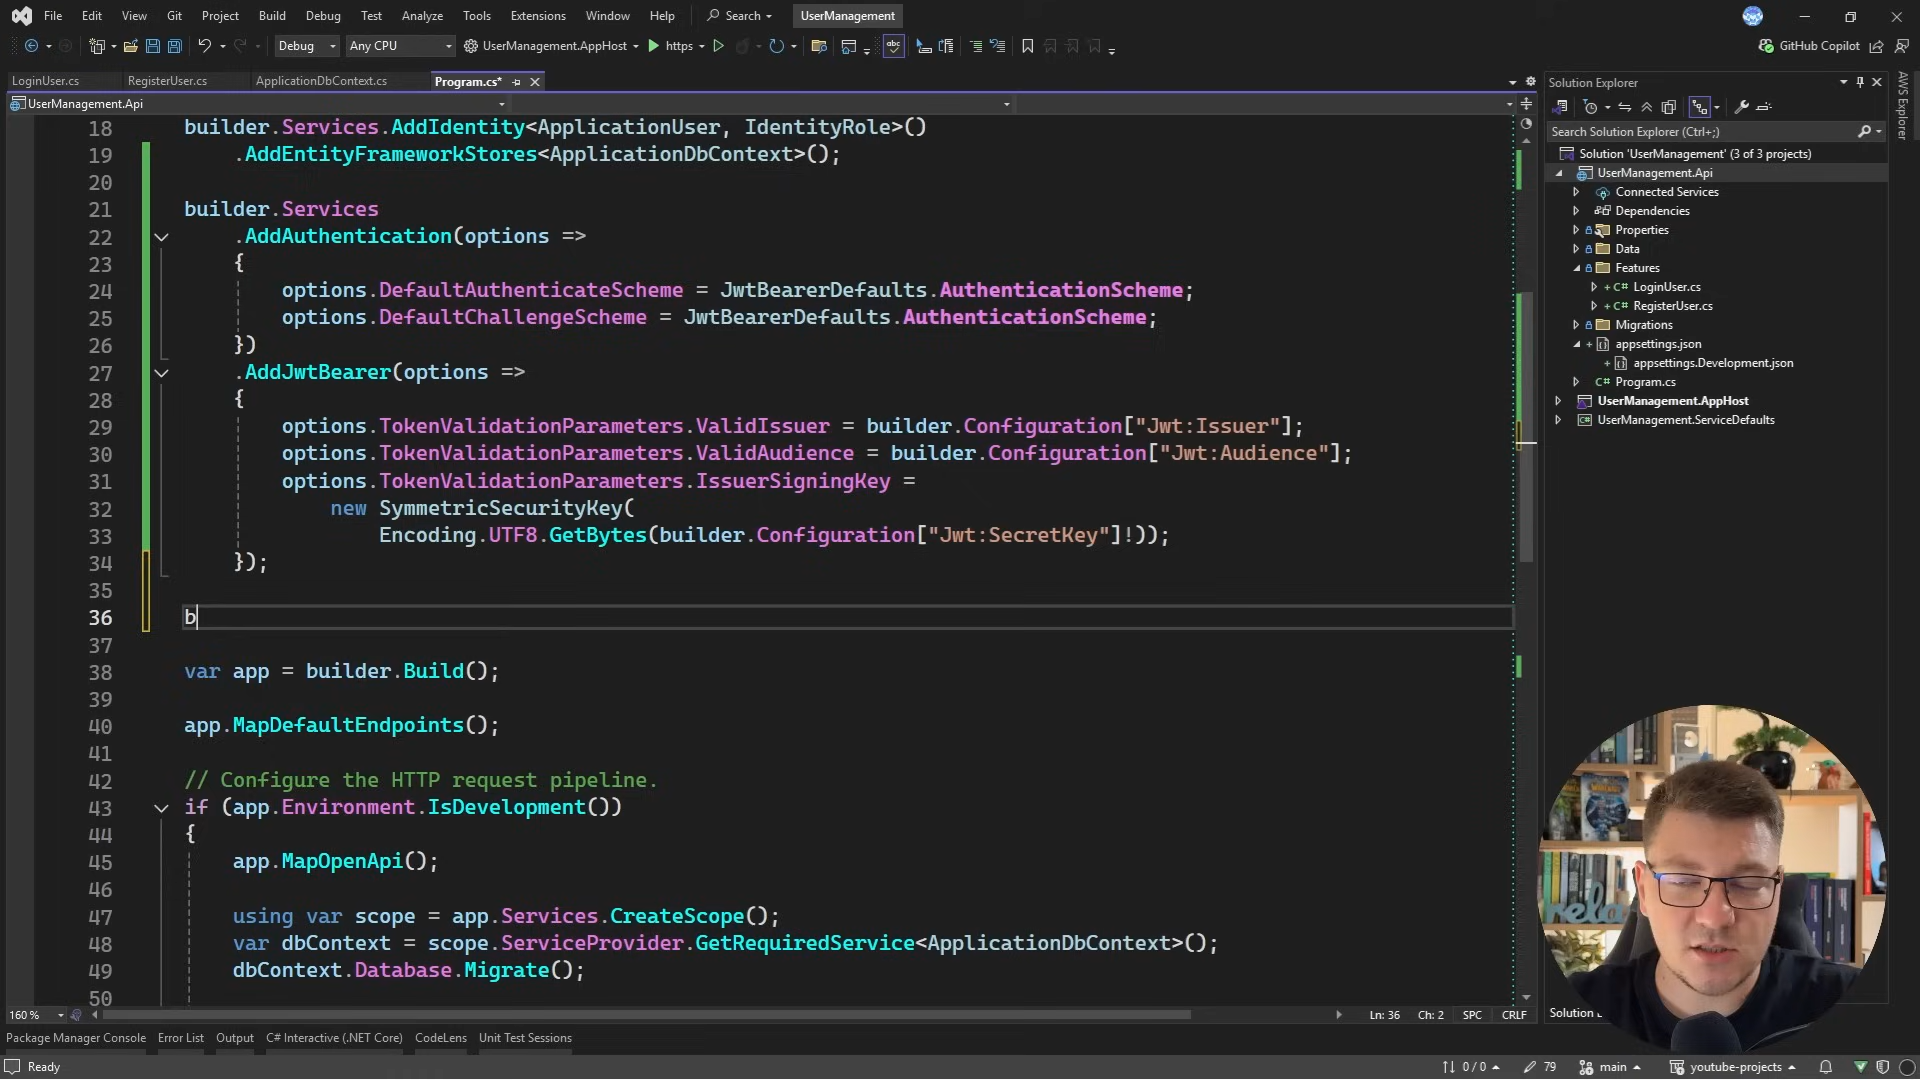 File Edit View Git Project Build Debug Test Analyze Tools Extensions Window Help Search UserManagement
Debug Any CPU UserManagement.AppHost https GitHub Copilot
LoginUser.cs RegisterUser.cs ApplicationDbContext.cs Program.cs*
UserManagement.Api
18 builder.Services.AddIdentity<ApplicationUser, IdentityRole>()
19 .AddEntityFrameworkStores<ApplicationDbContext>();
20
21 builder.Services
22 .AddAuthentication(options =>
23 {
24 options.DefaultAuthenticateScheme = JwtBearerDefaults.AuthenticationScheme;
25 options.DefaultChallengeScheme = JwtBearerDefaults.AuthenticationScheme;
26 })
27 .AddJwtBearer(options =>
28 {
29 options.TokenValidationParameters.ValidIssuer = builder.Configuration["Jwt:Issuer"];
30 options.TokenValidationParameters.ValidAudience = builder.Configuration["Jwt:Audience"];
31 options.TokenValidationParameters.IssuerSigningKey =
32 new SymmetricSecurityKey(
33 Encoding.UTF8.GetBytes(builder.Configuration["Jwt:SecretKey"]!));
34 });
35
36 b
37
38 var app = builder.Build();
39
40 app.MapDefaultEndpoints();
41
42 // Configure the HTTP request pipeline.
43 if (app.Environment.IsDevelopment())
44 {
45 app.MapOpenApi();
46
47 using var scope = app.Services.CreateScope();
48 var dbContext = scope.ServiceProvider.GetRequiredService<ApplicationDbContext>();
49 dbContext.Database.Migrate();
50
160 % Ln: 36 Ch: 2 SPC CRLF
Package Manager Console Error List Output C# Interactive (.NET Core) CodeLens Unit Test Sessions
Ready 0 / 0 79 main youtube-projects
Solution Explorer
Search Solution Explorer (Ctrl+;)
Solution 'UserManagement' (3 of 3 projects)
UserManagement.Api
Connected Services
Dependencies
Properties
Data
Features
C# LoginUser.cs
C# RegisterUser.cs
Migrations
appsettings.json
appsettings.Development.json
C# Program.cs
UserManagement.AppHost
UserManagement.ServiceDefaults
AWS Explorer